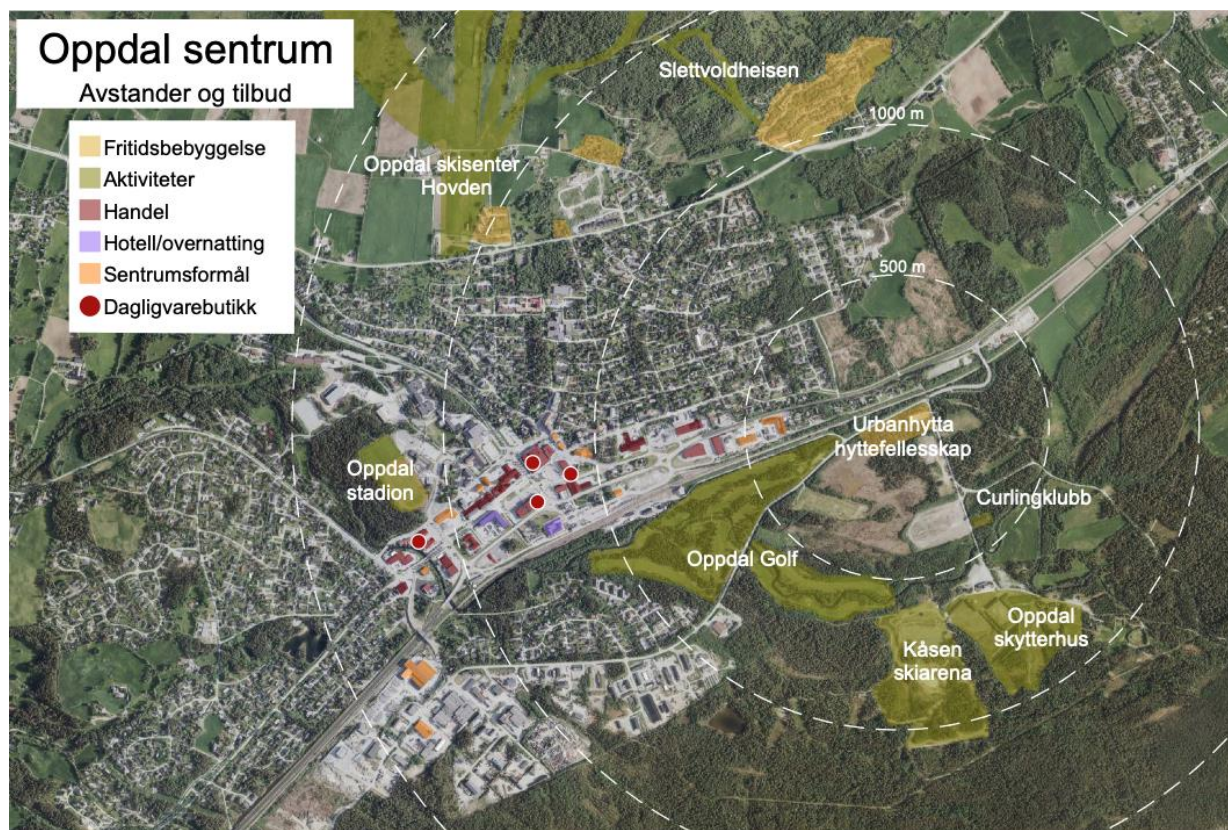 Oppdal sentrum
Avstander og tilbud
Fritidsbebyggelse
Aktiviteter
Handel
Hotell/overnatting
Sentrumsformål
Dagligvarebutikk
Slettvoldheisen
1000 m
Oppdal skisenter
Hovden
500 m
Urbanhytta
hyttefellesskap
Oppdal
stadion
Curlingklubb
Oppdal Golf
Oppdal
skytterhus
Kåsen
skiarena